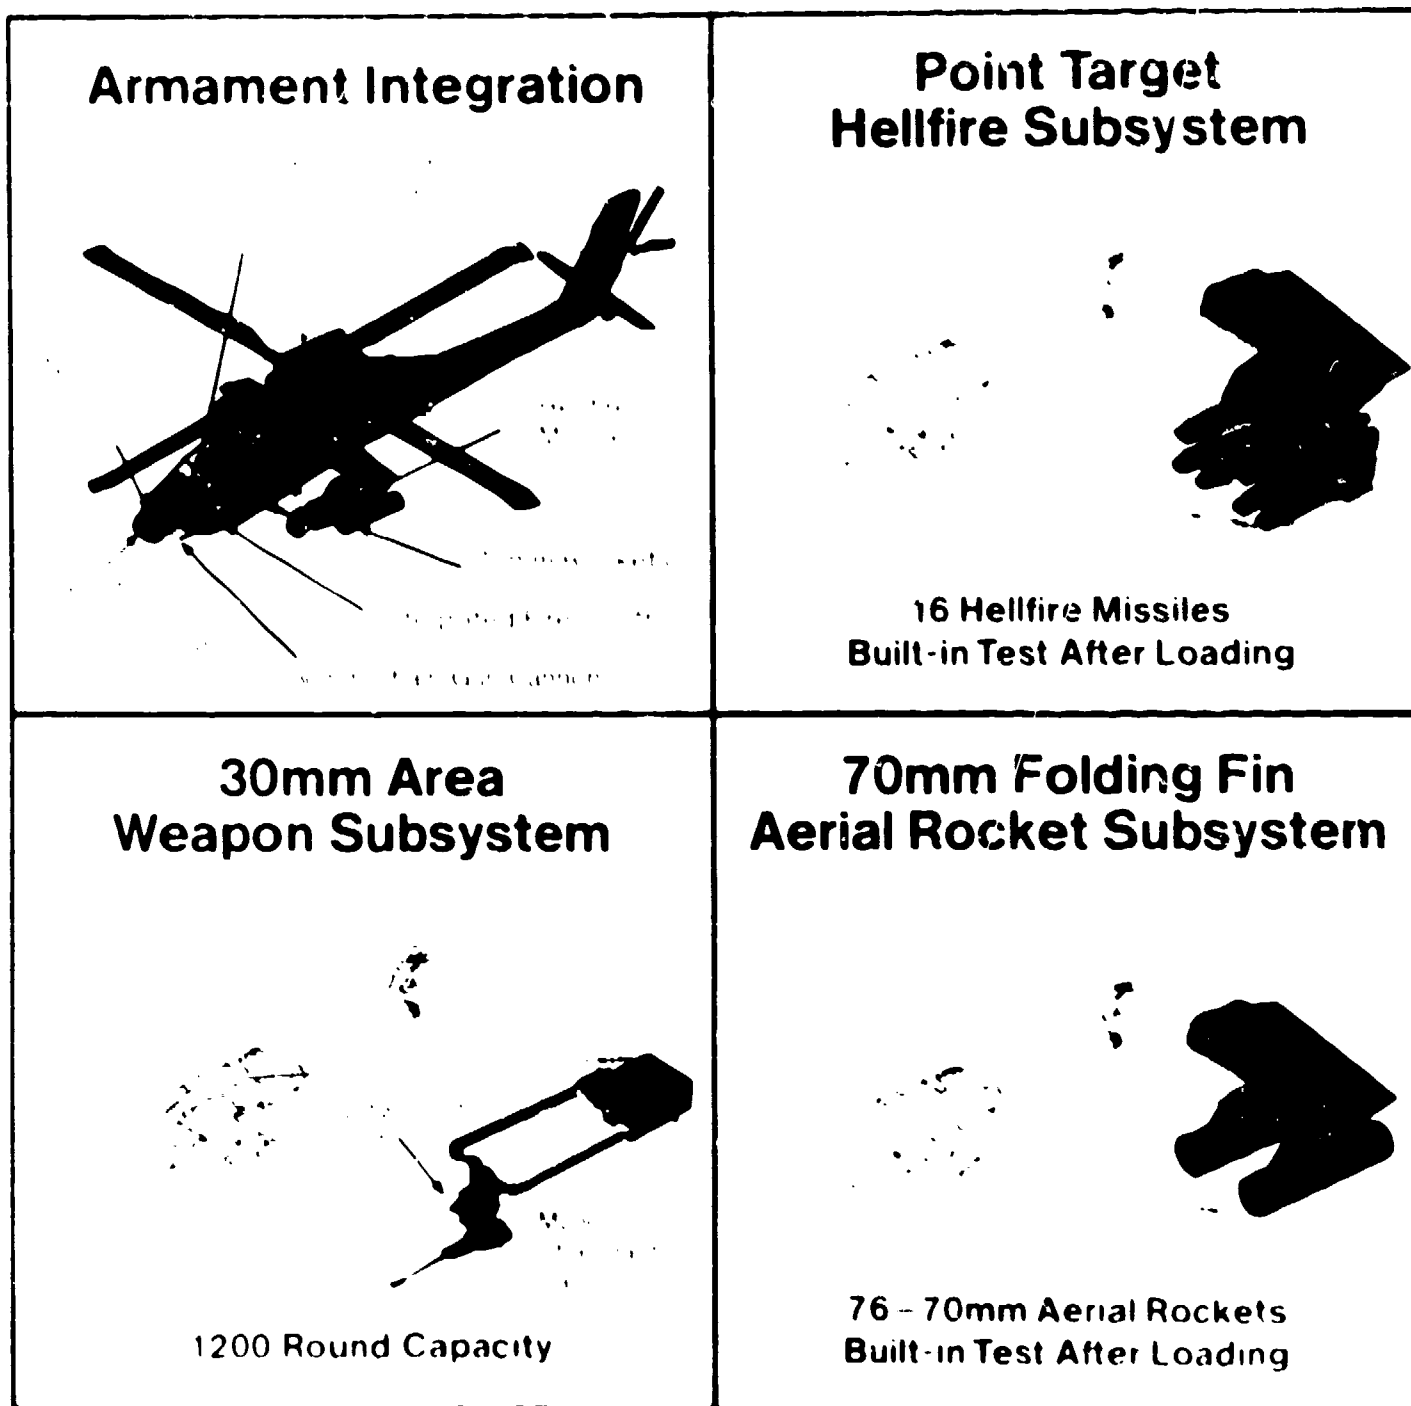 Armament Integration
Cannon
Point Target
Hellfire Subsystem
16 Hellfire Missiles
Built-in Test After Loading
30mm Area
Weapon Subsystem
1200 Round Capacity
70mm Folding Fin
Aerial Rocket Subsystem
76 - 70mm Aerial Rockets
Built-in Test After Loading